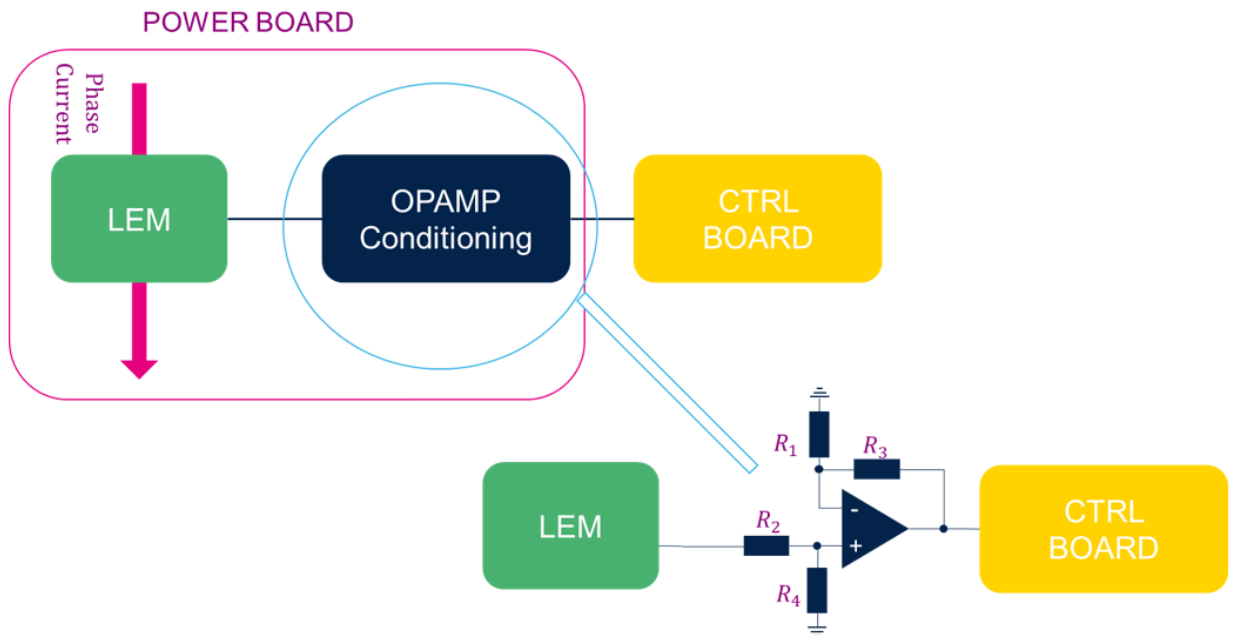 POWER BOARD
Phase
Current
LEM
OPAMP
Conditioning
CTRL
BOARD
R₁
R₃
LEM
R₂
-
+
R₄
CTRL
BOARD